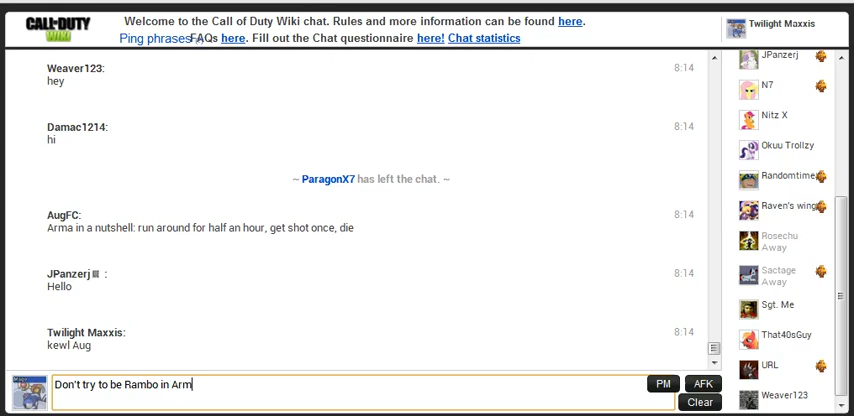 CALL OF DUTY
WIKI
Welcome to the Call of Duty Wiki chat. Rules and more information can be found here.
Ping phrases FAQs here. Fill out the Chat questionnaire here! Chat statistics
Twilight Maxxis
Weaver123: 8:14
hey
Damac1214: 8:14
hi
~ ParagonX7 has left the chat. ~
AugFC: 8:14
Arma in a nutshell: run around for half an hour, get shot once, die
JPanzerj : 8:14
Hello
Twilight Maxxis: 8:14
kewl Aug
Don't try to be Rambo in Arm
PM
AFK
Clear
JPanzerj
N7
Nitz X
Okuu Trollzy
Randomtime
Raven's wing
Rosechu
Away
Sactage
Away
Sgt. Me
That40sGuy
URL
Weaver123